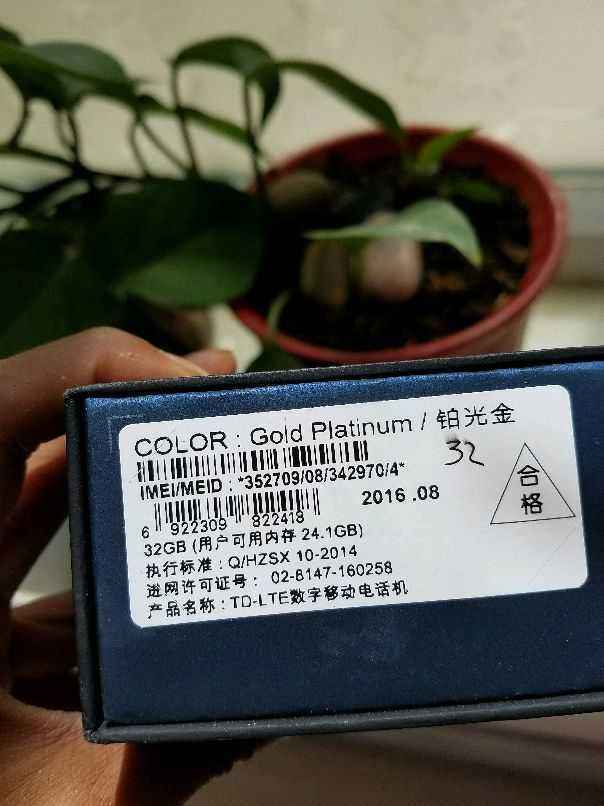 COLOR : Gold Platinum / 铂光金
32
IMEI/MEID : *352709/08/342970/4*
2016 .08
合格
6 922309 822418
32GB (用户可用内存 24.1GB)
执行标准 : Q/HZSX 10-2014
进网许可证号 : 02-8147-160258
产品名称 : TD-LTE数字移动电话机